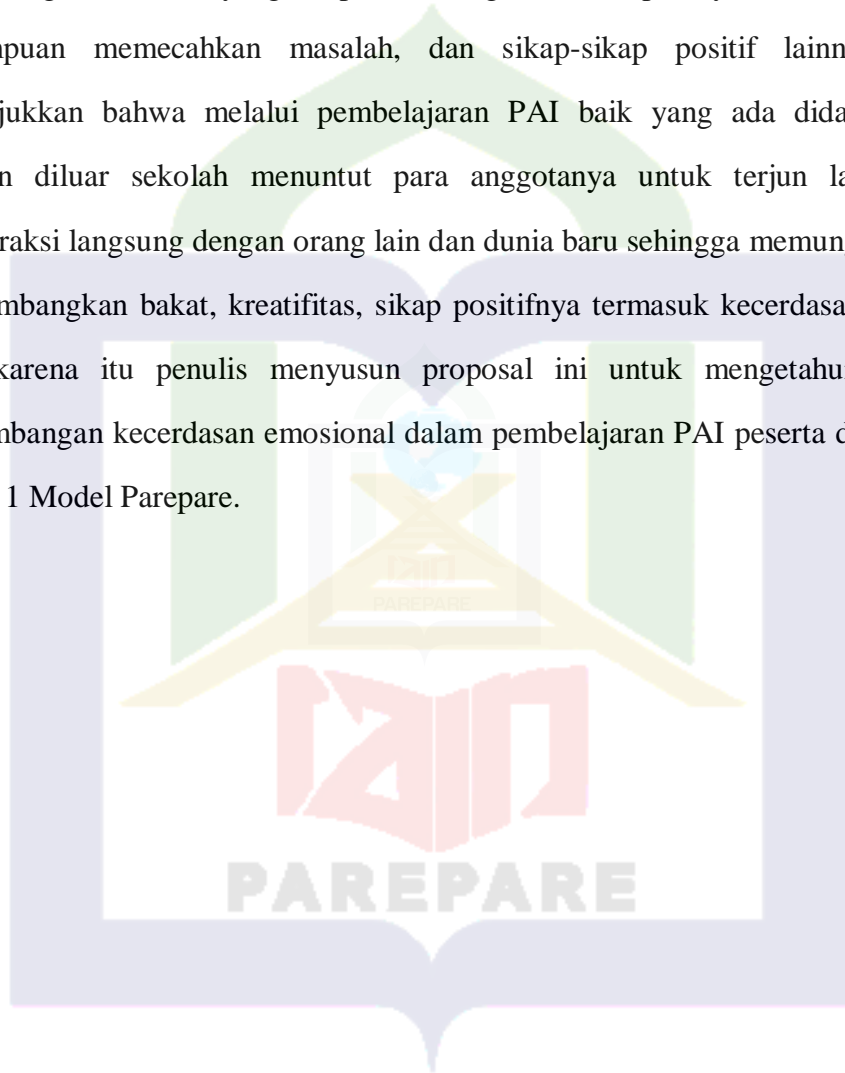 mpuan memecahkan masalah, dan sikap-sikap positif lainn
jukkan bahwa melalui pembelajaran PAI baik yang ada dida
n diluar sekolah menuntut para anggotanya untuk terjun la
raksi langsung dengan orang lain dan dunia baru sehingga memung
mbangkan bakat, kreatifitas, sikap positifnya termasuk kecerdasa
karena itu penulis menyusun proposal ini untuk mengetahu
mbangan kecerdasan emosional dalam pembelajaran PAI peserta d
1 Model Parepare.
IAIN
PAREPARE
IAIN
PAREPARE